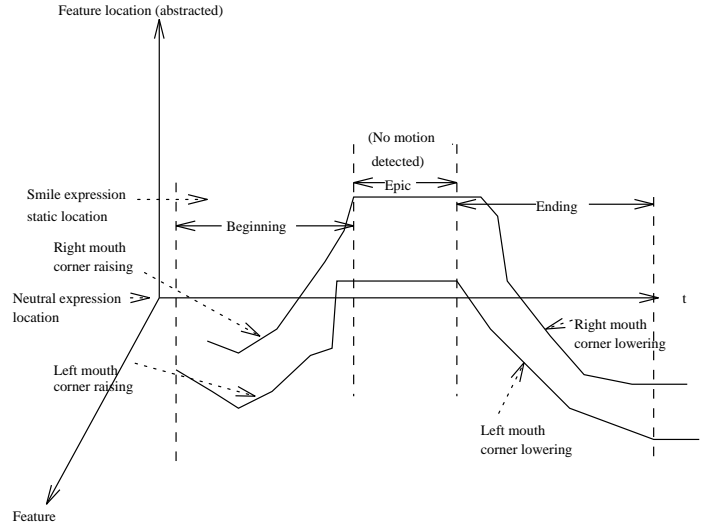 Feature location (abstracted)
(No motion
detected)
Epic
Smile expression
static location
Beginning
Ending
Right mouth
corner raising
Neutral expression
location
t
Right mouth
corner lowering
Left mouth
corner raising
Left mouth
corner lowering
Feature